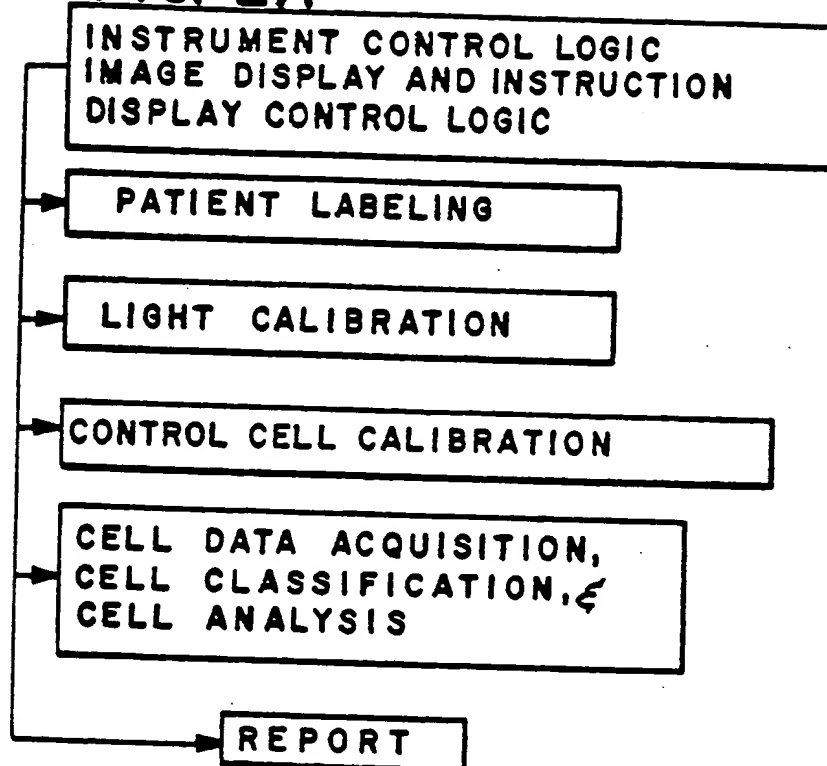 INSTRUMENT CONTROL LOGIC
IMAGE DISPLAY AND INSTRUCTION
DISPLAY CONTROL LOGIC
PATIENT LABELING
LIGHT CALIBRATION
CONTROL CELL CALIBRATION
CELL DATA ACQUISITION,
CELL CLASSIFICATION, &
CELL ANALYSIS
REPORT